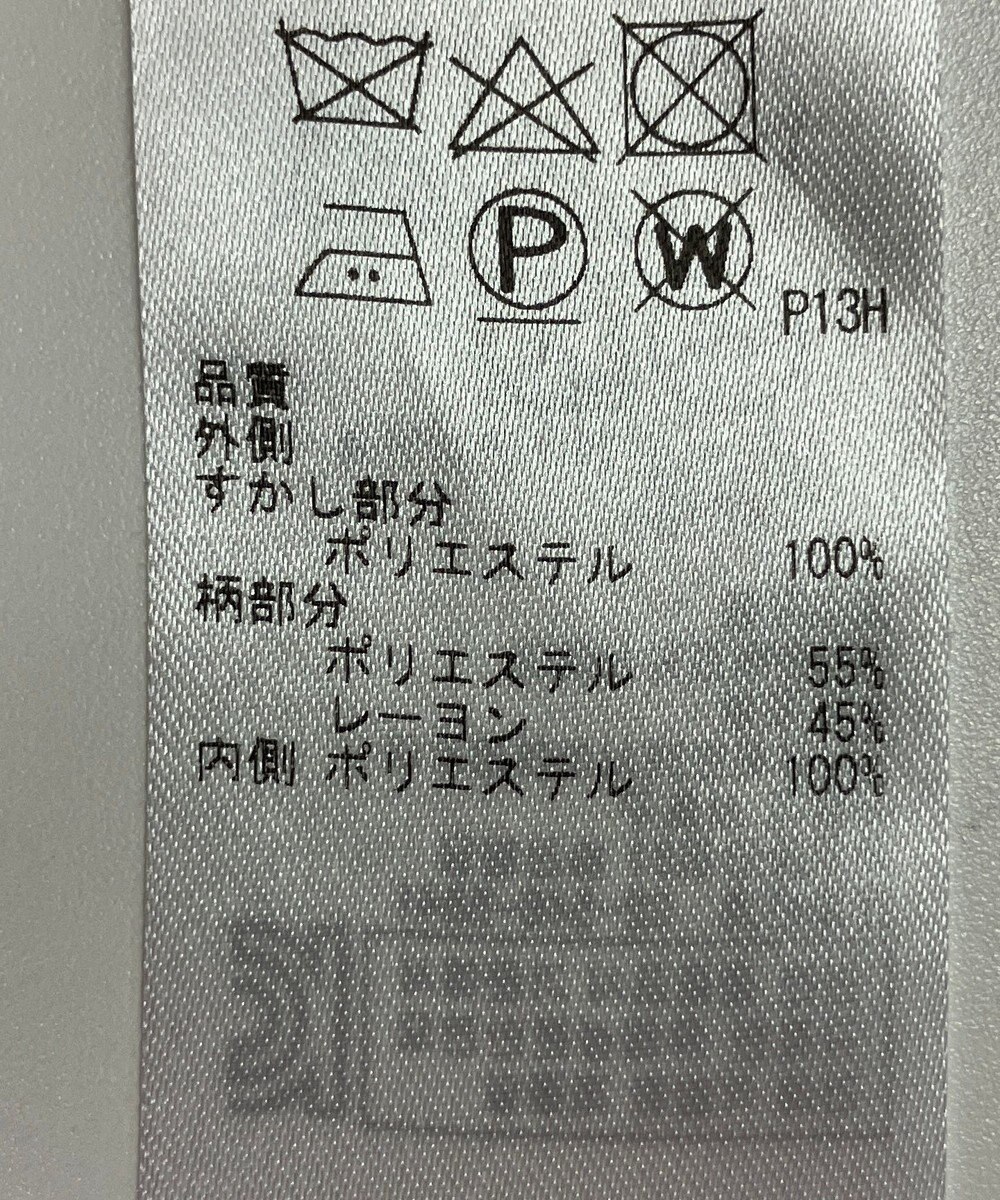 P W P13H
品質
外側
すかし部分
ポリエステル 100%
柄部分
ポリエステル 55%
レーヨン 45%
内側 ポリエステル 100%